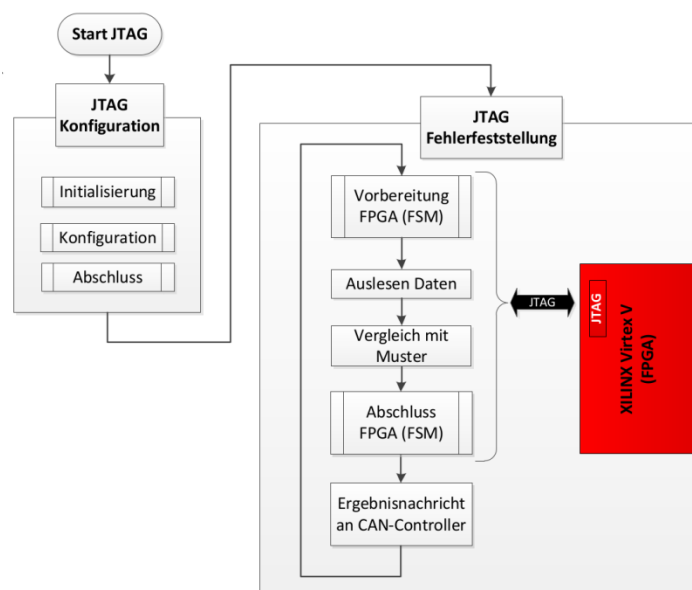 Start JTAG
JTAG
Konfiguration
Initialisierung
Konfiguration
Abschluss
JTAG
Fehlerfeststellung
Vorbereitung
FPGA (FSM)
Auslesen Daten
Vergleich mit
Muster
Abschluss
FPGA (FSM)
Ergebnisnachricht
an CAN-Controller
JTAG
JTAG
XILINX Virtex V
(FPGA)